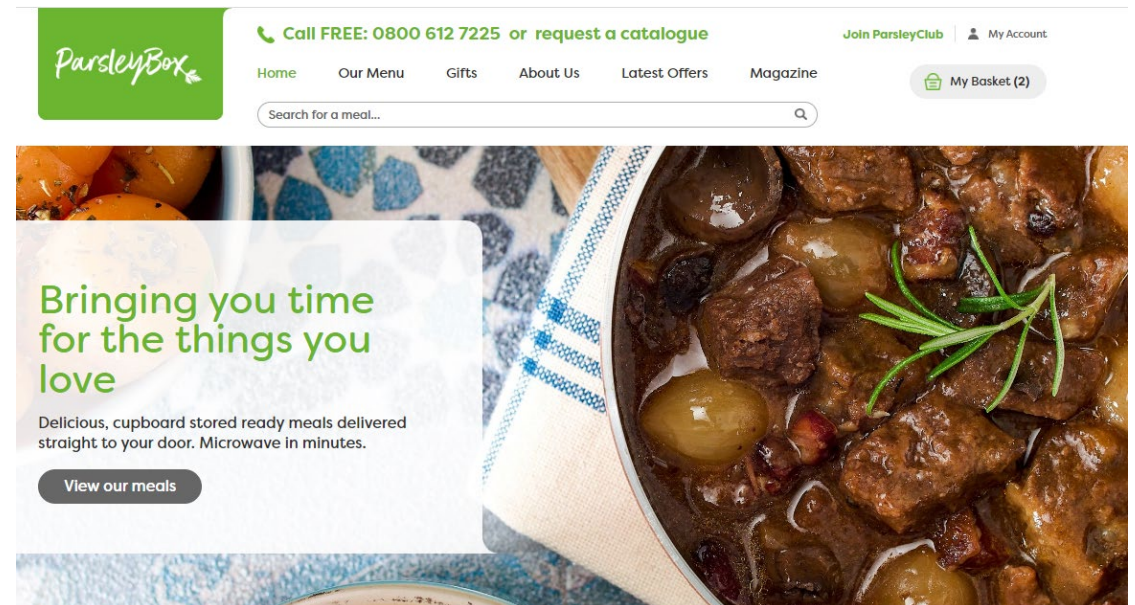 ParsleyBox
Call FREE: 0800 612 7225 or request a catalogue
Join ParsleyClub
My Account
Home
Our Menu
Gifts
About Us
Latest Offers
Magazine
My Basket (2)
Search for a meal...
Bringing you time
for the things you
love
Delicious, cupboard stored ready meals delivered
straight to your door. Microwave in minutes.
View our meals